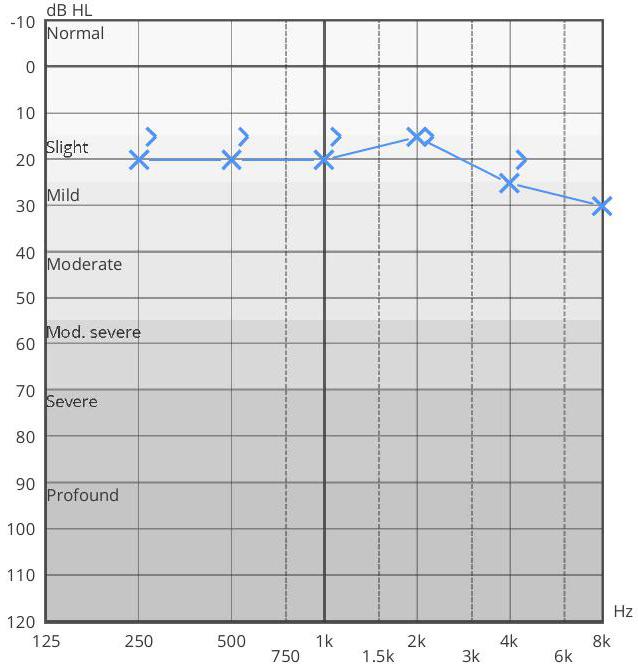 dB HL
-10
Normal
0
10
Slight
20
Mild
30
40
Moderate
50
Mod. severe
60
70
Severe
80
90
Profound
100
110
120
Hz
125 250 500 1k 2k 4k 8k
750 1.5k 3k 6k